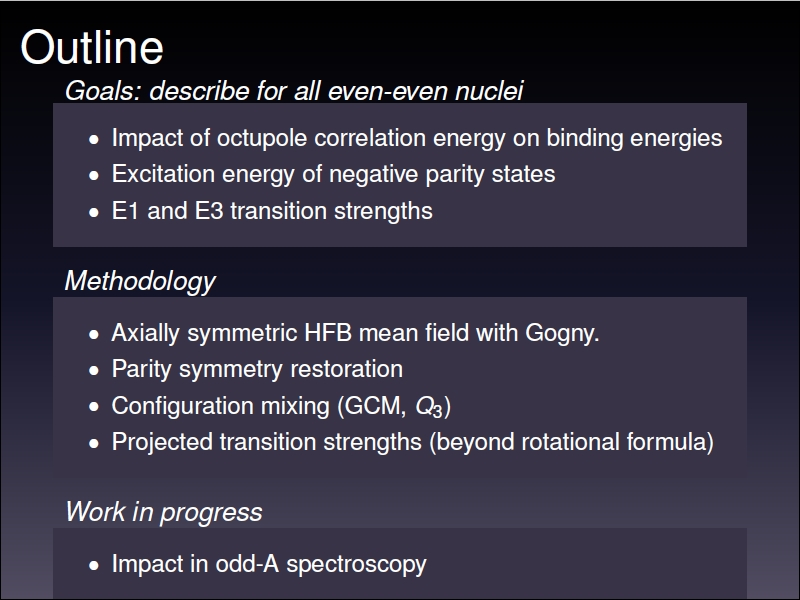 Outline
Goals: describe for all even-even nuclei
• Impact of octupole correlation energy on binding energies
• Excitation energy of negative parity states
• E1 and E3 transition strengths
Methodology
• Axially symmetric HFB mean field with Gogny.
• Parity symmetry restoration
• Configuration mixing (GCM, Q₃)
• Projected transition strengths (beyond rotational formula)
Work in progress
• Impact in odd-A spectroscopy